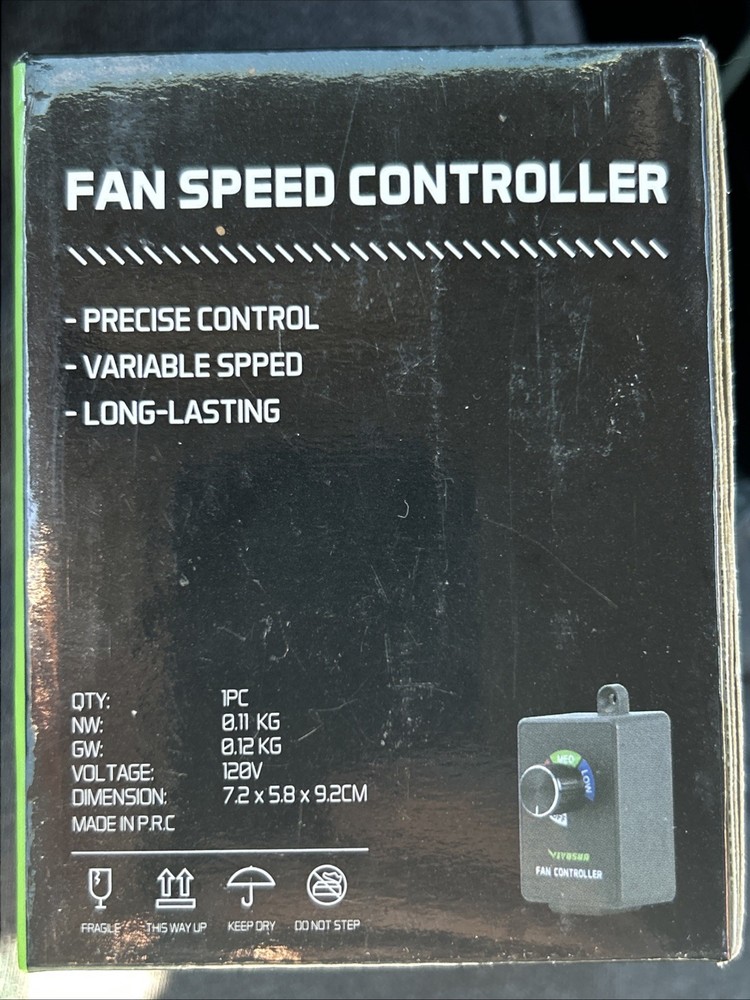 FAN SPEED CONTROLLER
- PRECISE CONTROL
- VARIABLE SPPED
- LONG-LASTING
QTY: 1PC
NW: 0.11 KG
GW: 0.12 KG
VOLTAGE: 120V
DIMENSION: 7.2 x 5.8 x 9.2CM
MADE IN P.R.C
FRAGILE THIS WAY UP KEEP DRY DO NOT STEP
MED
LOW
VIVOSUN
FAN CONTROLLER